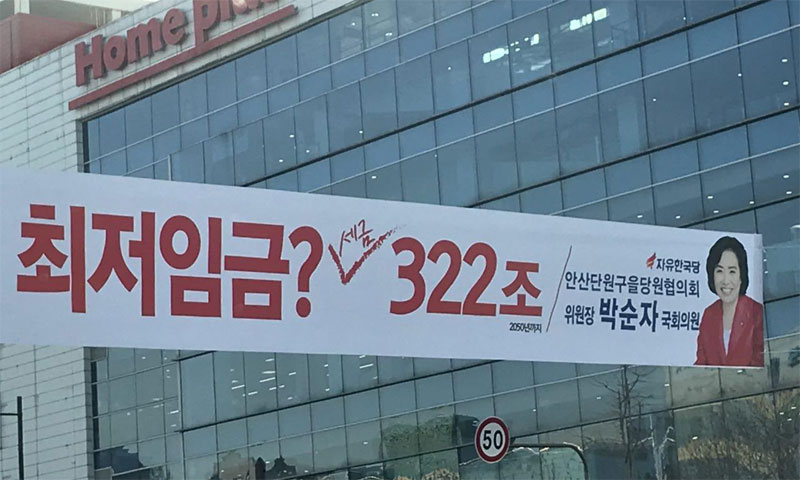 Home plus
최저임금? 세금 322조
2050년까지
자유한국당
안산단원구을당원협의회
위원장 박순자 국회의원
50